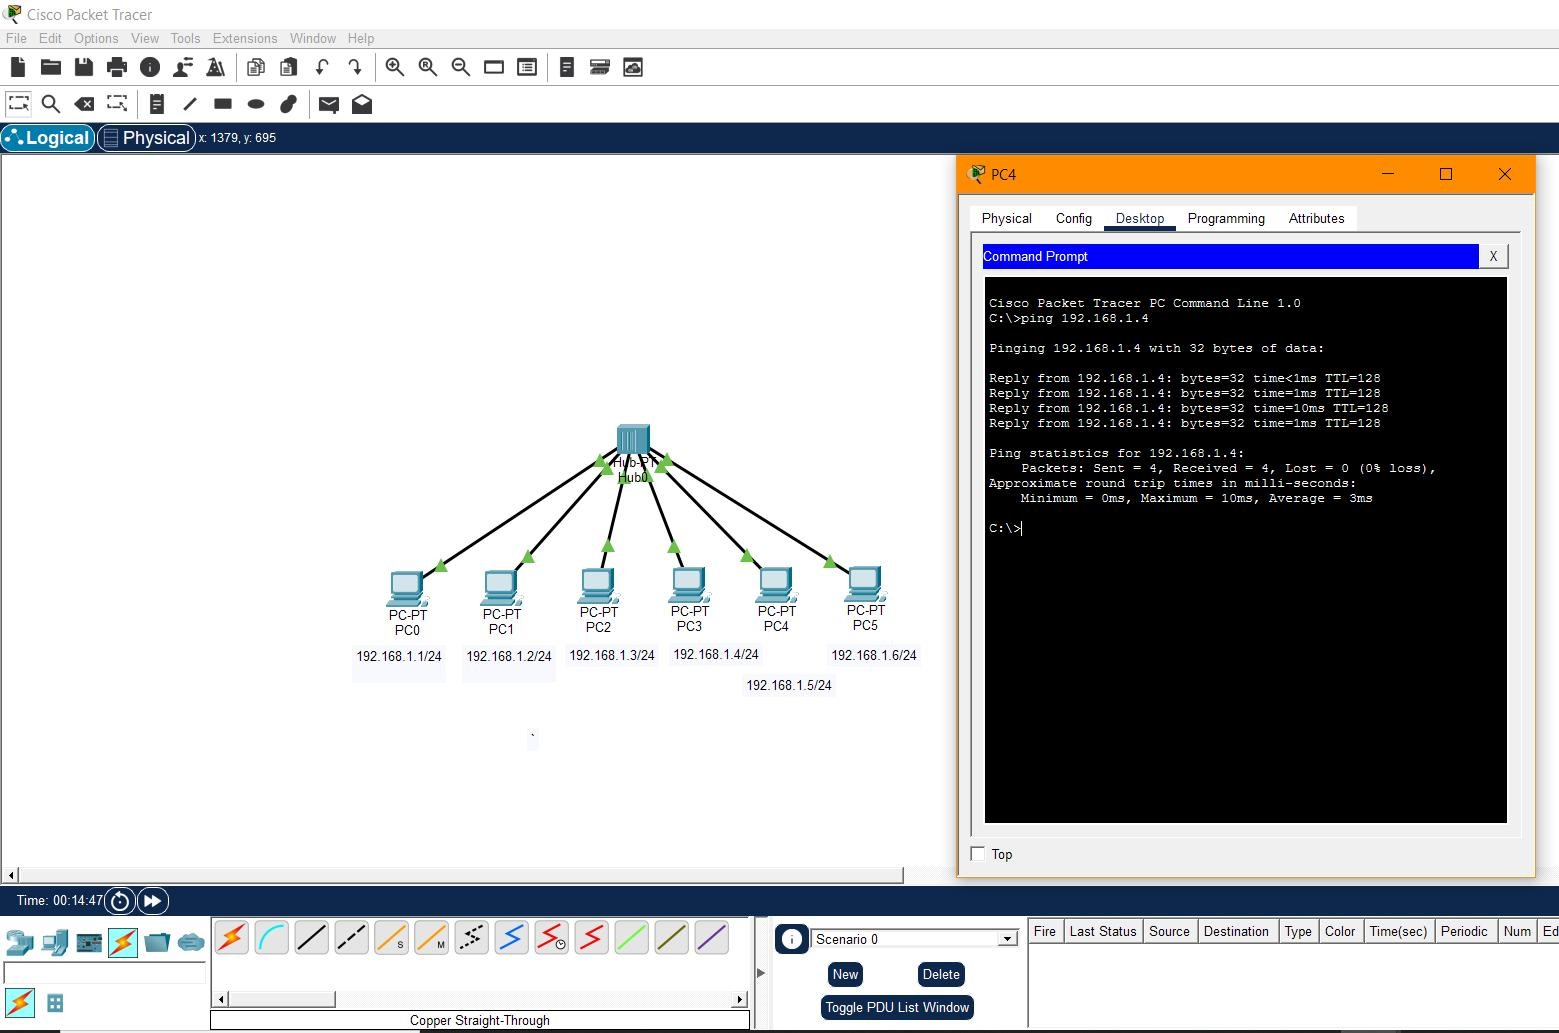 Cisco Packet Tracer
File Edit Options View Tools Extensions Window Help
Logical Physical x: 1379, y: 695
Hub-PT
Hub0
PC-PT
PC0
PC-PT
PC1
PC-PT
PC2
PC-PT
PC3
PC-PT
PC4
PC-PT
PC5
192.168.1.1/24
192.168.1.2/24
192.168.1.3/24
192.168.1.4/24
192.168.1.6/24
192.168.1.5/24
`
PC4
Physical Config Desktop Programming Attributes
Command Prompt X
Cisco Packet Tracer PC Command Line 1.0
C:\>ping 192.168.1.4
Pinging 192.168.1.4 with 32 bytes of data:
Reply from 192.168.1.4: bytes=32 time<1ms TTL=128
Reply from 192.168.1.4: bytes=32 time=1ms TTL=128
Reply from 192.168.1.4: bytes=32 time=10ms TTL=128
Reply from 192.168.1.4: bytes=32 time=1ms TTL=128
Ping statistics for 192.168.1.4:
Packets: Sent = 4, Received = 4, Lost = 0 (0% loss),
Approximate round trip times in milli-seconds:
Minimum = 0ms, Maximum = 10ms, Average = 3ms
C:\>
Top
Time: 00:14:47
S M
Copper Straight-Through
Scenario 0
New Delete
Toggle PDU List Window
Fire Last Status Source Destination Type Color Time(sec) Periodic Num Ed